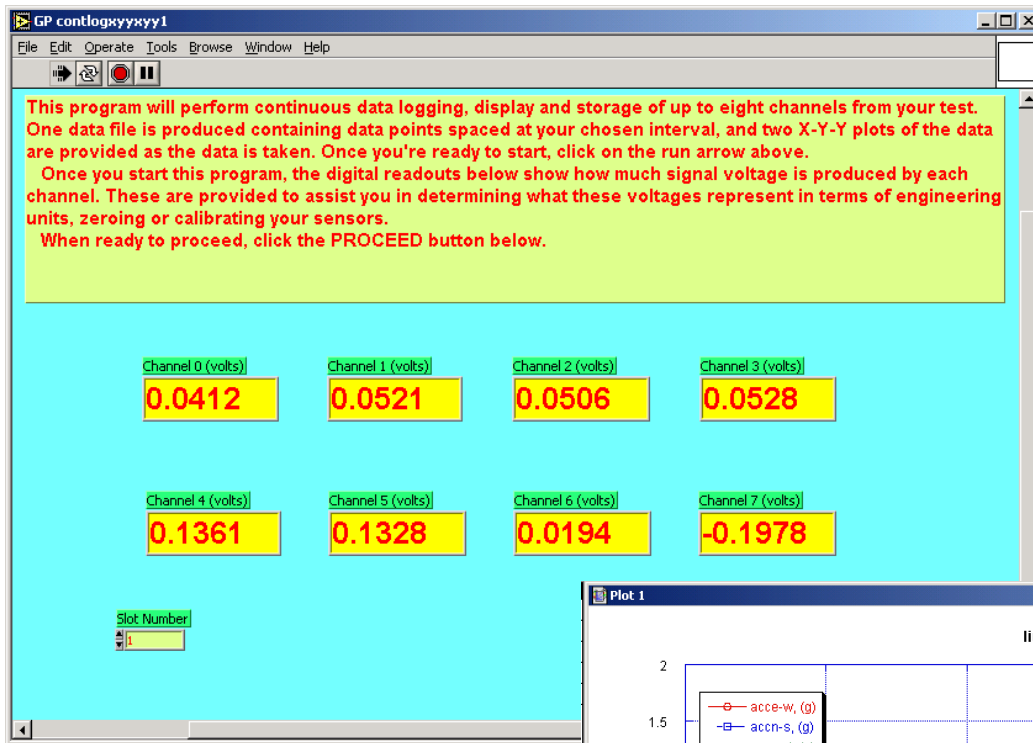 GP contlogxyyxyy1
File Edit Operate Tools Browse Window Help
This program will perform continuous data logging, display and storage of up to eight channels from your test.
One data file is produced containing data points spaced at your chosen interval, and two X-Y-Y plots of the data
are provided as the data is taken. Once you're ready to start, click on the run arrow above.
Once you start this program, the digital readouts below show how much signal voltage is produced by each
channel. These are provided to assist you in determining what these voltages represent in terms of engineering
units, zeroing or calibrating your sensors.
When ready to proceed, click the PROCEED button below.
Channel 0 (volts) Channel 1 (volts) Channel 2 (volts) Channel 3 (volts)
0.0412 0.0521 0.0506 0.0528
Channel 4 (volts) Channel 5 (volts) Channel 6 (volts) Channel 7 (volts)
0.1361 0.1328 0.0194 -0.1978
Slot Number
1
Plot 1
li
2
acce-w, (g)
1.5
accn-s, (g)